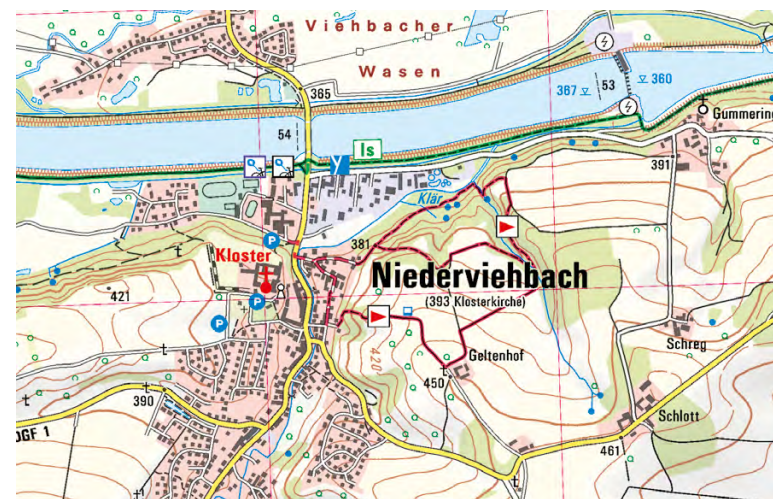 Viehbacher
Wasen
365
53
367
360
54
Is
Gummering
391
Klär
Kloster
381
Niederviehbach
(393 Klosterkirche)
421
420
Schreg
Geltenhof
450
390
Schlott
DGF 1
461
P
P
P
t
t
t
t
t